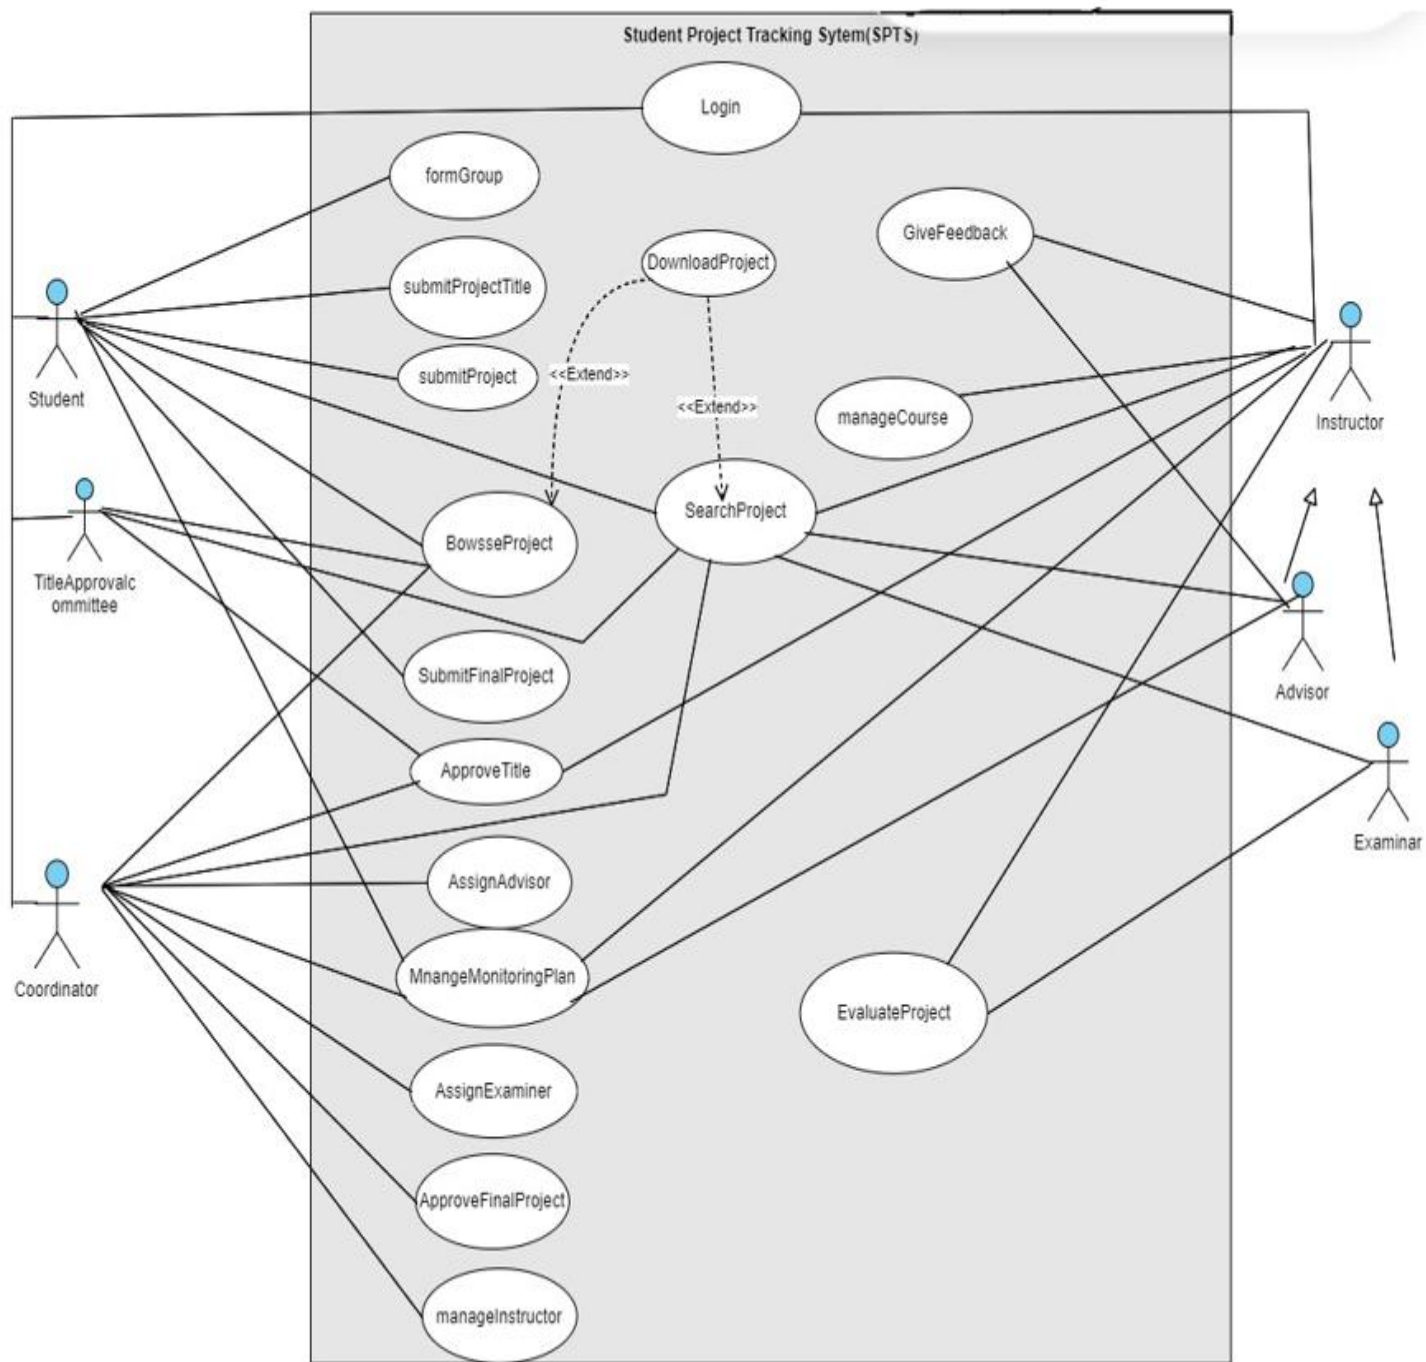 Student Project Tracking Sytem(SPTS)
Login
formGroup
GiveFeedback
DownloadProject
submitProjectTitle
submitProject
<<Extend>>
<<Extend>>
Student
manageCourse
Instructor
SearchProject
BowsseProject
TitleApprovalc
ommittee
SubmitFinalProject
Advisor
ApproveTitle
Examinar
AssignAdvisor
MnangeMonitoringPlan
Coordinator
EvaluateProject
AssignExaminer
ApproveFinalProject
manageInstructor